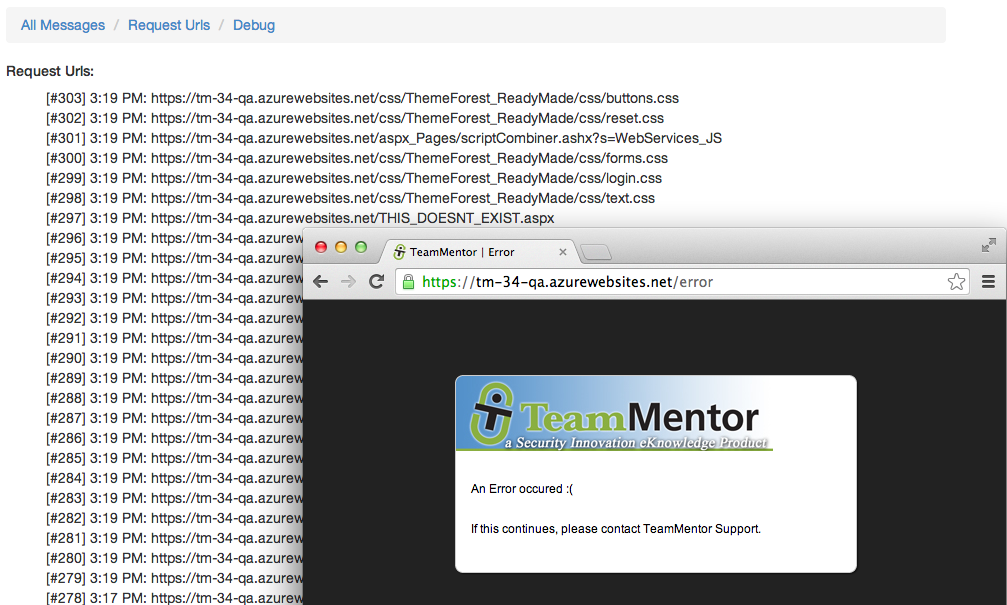 All Messages / Request Urls / Debug
Request Urls:
[#303] 3:19 PM: https://tm-34-qa.azurewebsites.net/css/ThemeForest_ReadyMade/css/buttons.css
[#302] 3:19 PM: https://tm-34-qa.azurewebsites.net/css/ThemeForest_ReadyMade/css/reset.css
[#301] 3:19 PM: https://tm-34-qa.azurewebsites.net/aspx_Pages/scriptCombiner.ashx?s=WebServices_JS
[#300] 3:19 PM: https://tm-34-qa.azurewebsites.net/css/ThemeForest_ReadyMade/css/forms.css
[#299] 3:19 PM: https://tm-34-qa.azurewebsites.net/css/ThemeForest_ReadyMade/css/login.css
[#298] 3:19 PM: https://tm-34-qa.azurewebsites.net/css/ThemeForest_ReadyMade/css/text.css
[#297] 3:19 PM: https://tm-34-qa.azurewebsites.net/THIS_DOESNT_EXIST.aspx
[#296] 3:19 PM: https://tm-34-qa.azurew
[#295] 3:19 PM: https://tm-34-qa.azurew
[#294] 3:19 PM: https://tm-34-qa.azurew
[#293] 3:19 PM: https://tm-34-qa.azurew
[#292] 3:19 PM: https://tm-34-qa.azurew
[#291] 3:19 PM: https://tm-34-qa.azurew
[#290] 3:19 PM: https://tm-34-qa.azurew
[#289] 3:19 PM: https://tm-34-qa.azurew
[#288] 3:19 PM: https://tm-34-qa.azurew
[#287] 3:19 PM: https://tm-34-qa.azurew
[#286] 3:19 PM: https://tm-34-qa.azurew
[#285] 3:19 PM: https://tm-34-qa.azurew
[#284] 3:19 PM: https://tm-34-qa.azurew
[#283] 3:19 PM: https://tm-34-qa.azurew
[#282] 3:19 PM: https://tm-34-qa.azurew
[#281] 3:19 PM: https://tm-34-qa.azurew
[#280] 3:19 PM: https://tm-34-qa.azurew
[#279] 3:19 PM: https://tm-34-qa.azurew
[#278] 3:17 PM: https://tm-34-qa.azurew
TeamMentor | Error
https://tm-34-qa.azurewebsites.net/error
TeamMentor
a Security Innovation eKnowledge Product
An Error occured :(
If this continues, please contact TeamMentor Support.